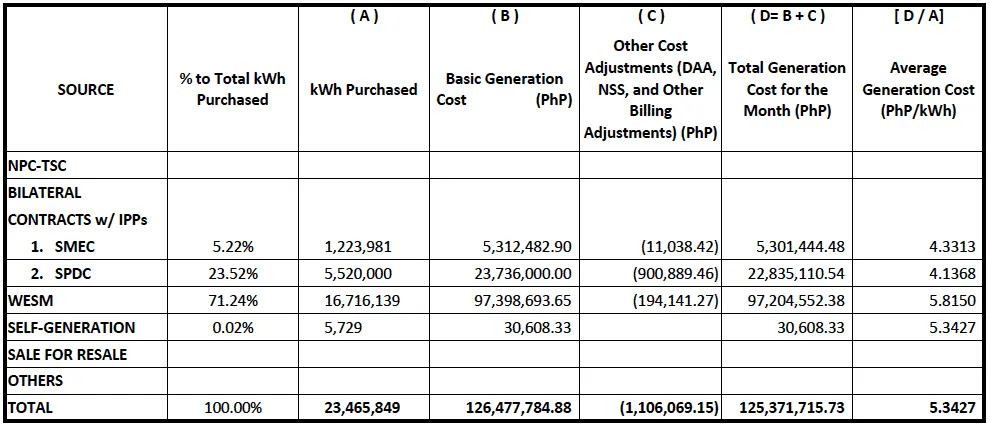 ( A ) ( B ) ( C ) ( D= B + C ) [ D / A]
SOURCE % to Total kWh Purchased kWh Purchased Basic Generation Cost (PhP) Other Cost Adjustments (DAA, NSS, and Other Billing Adjustments) (PhP) Total Generation Cost for the Month (PhP) Average Generation Cost (PhP/kWh)
NPC-TSC
BILATERAL
CONTRACTS w/ IPPs
1. SMEC 5.22% 1,223,981 5,312,482.90 (11,038.42) 5,301,444.48 4.3313
2. SPDC 23.52% 5,520,000 23,736,000.00 (900,889.46) 22,835,110.54 4.1368
WESM 71.24% 16,716,139 97,398,693.65 (194,141.27) 97,204,552.38 5.8150
SELF-GENERATION 0.02% 5,729 30,608.33 30,608.33 5.3427
SALE FOR RESALE
OTHERS
TOTAL 100.00% 23,465,849 126,477,784.88 (1,106,069.15) 125,371,715.73 5.3427